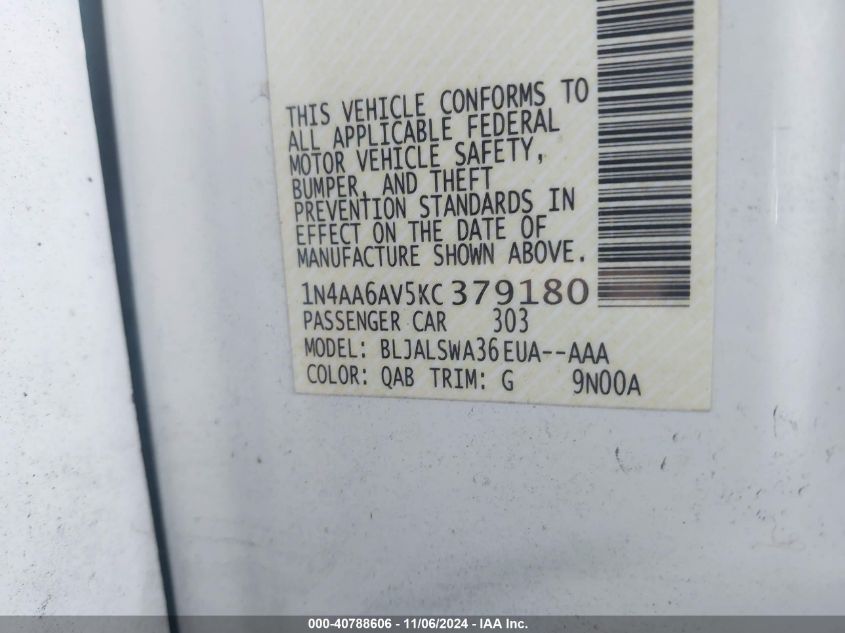 THIS VEHICLE CONFORMS TO
ALL APPLICABLE FEDERAL
MOTOR VEHICLE SAFETY,
BUMPER, AND THEFT
PREVENTION STANDARDS IN
EFFECT ON THE DATE OF
MANUFACTURE SHOWN ABOVE.
1N4AA6AV5KC379180
PASSENGER CAR 303
MODEL: BLJALSWA36EUA--AAA
COLOR: QAB TRIM: G 9N00A
000-40788606 - 11/06/2024 - IAA Inc.